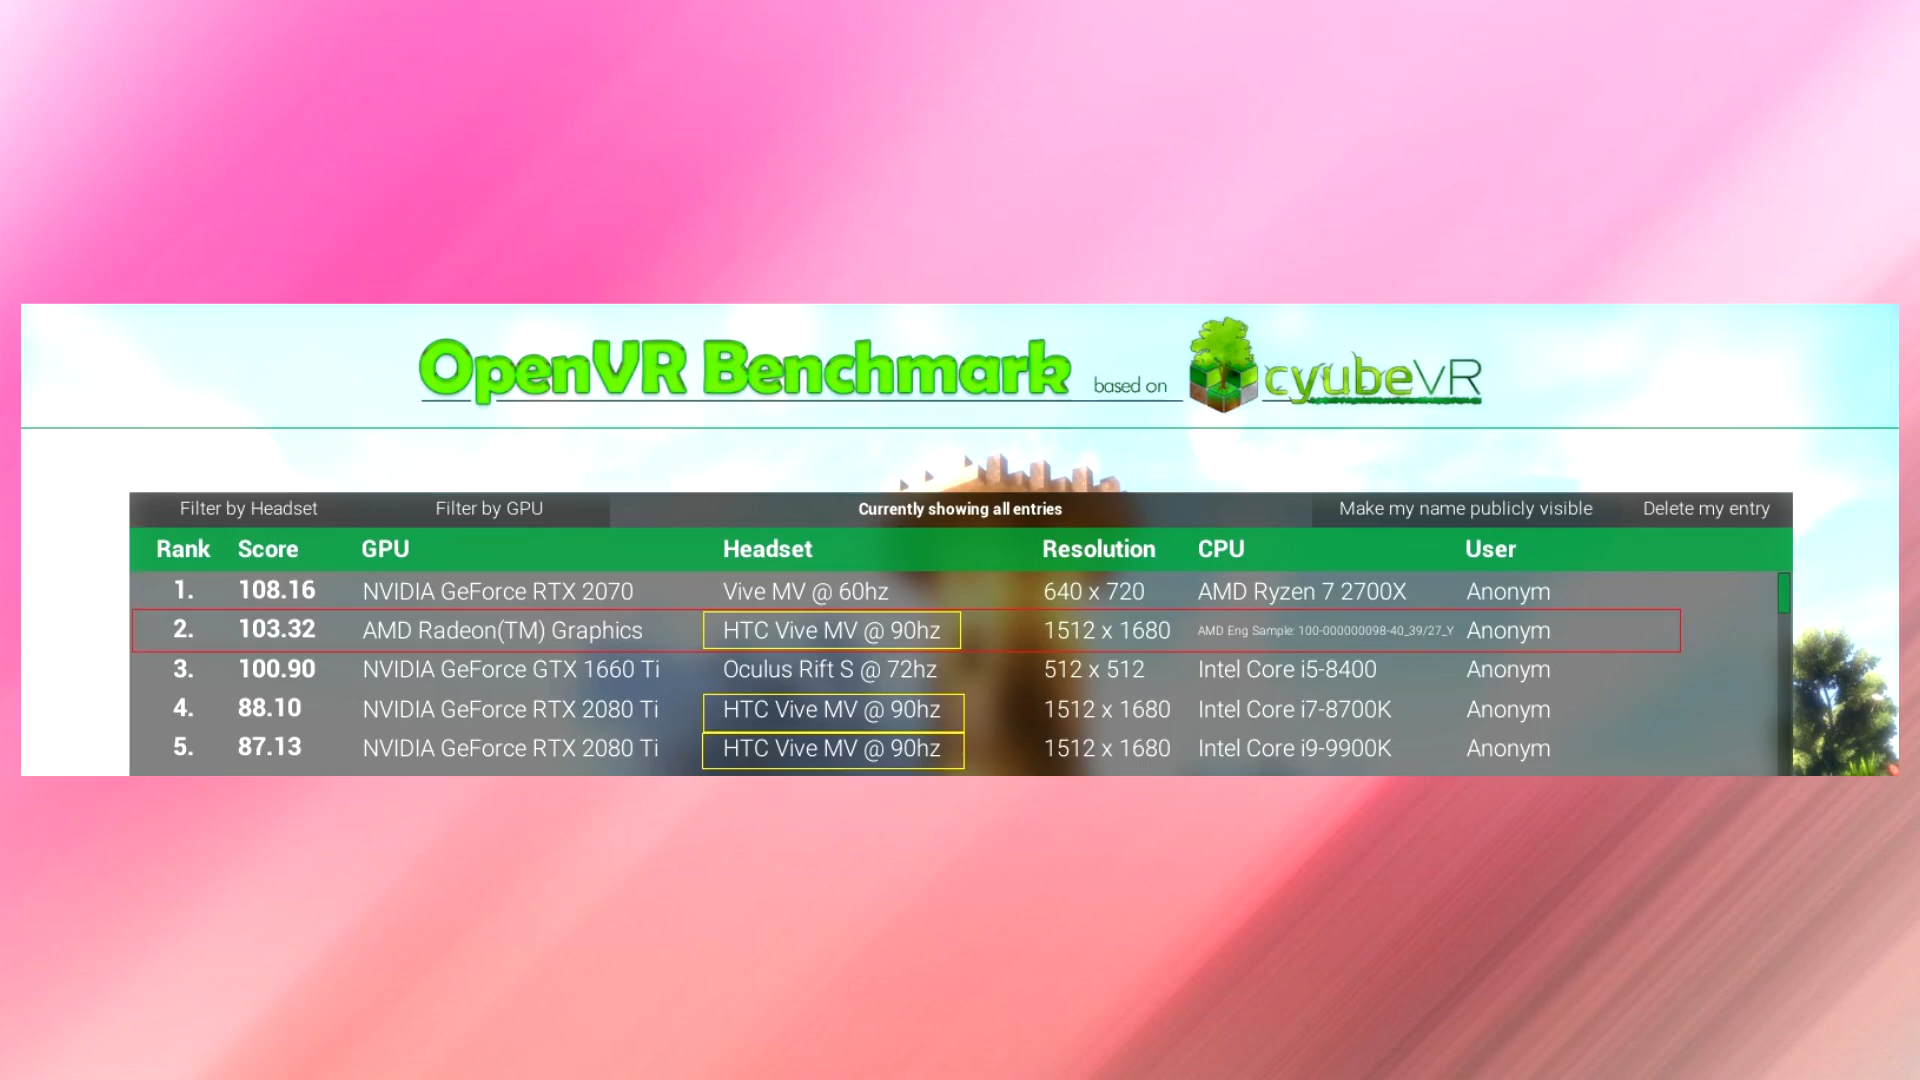 OpenVR Benchmark based on cyubeVR
Filter by Headset Filter by GPU Currently showing all entries Make my name publicly visible Delete my entry
Rank Score GPU Headset Resolution CPU User
1. 108.16 NVIDIA GeForce RTX 2070 Vive MV @ 60hz 640 x 720 AMD Ryzen 7 2700X Anonym
2. 103.32 AMD Radeon(TM) Graphics HTC Vive MV @ 90hz 1512 x 1680 AMD Eng Sample: 100-000000098-40_39/27_Y Anonym
3. 100.90 NVIDIA GeForce GTX 1660 Ti Oculus Rift S @ 72hz 512 x 512 Intel Core i5-8400 Anonym
4. 88.10 NVIDIA GeForce RTX 2080 Ti HTC Vive MV @ 90hz 1512 x 1680 Intel Core i7-8700K Anonym
5. 87.13 NVIDIA GeForce RTX 2080 Ti HTC Vive MV @ 90hz 1512 x 1680 Intel Core i9-9900K Anonym